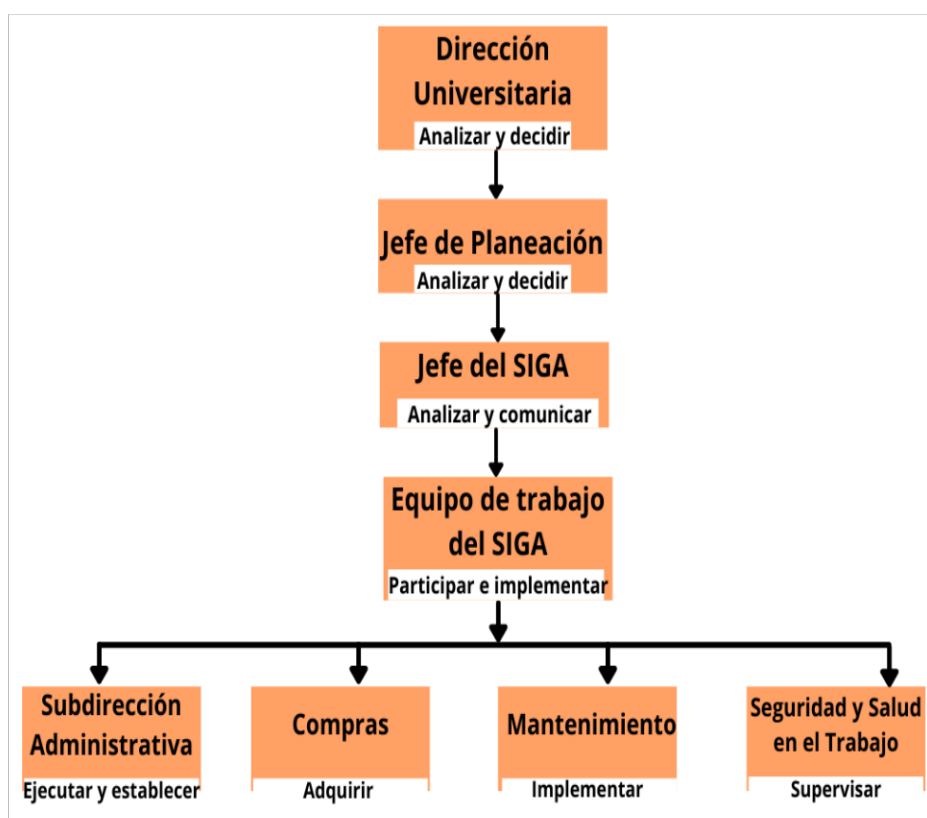 Dirección
Universitaria
Analizar y decidir
Jefe de Planeación
Analizar y decidir
Jefe del SIGA
Analizar y comunicar
Equipo de trabajo
del SIGA
Participar e implementar
Subdirección
Administrativa
Ejecutar y establecer
Compras
Adquirir
Mantenimiento
Implementar
Seguridad y Salud
en el Trabajo
Supervisar